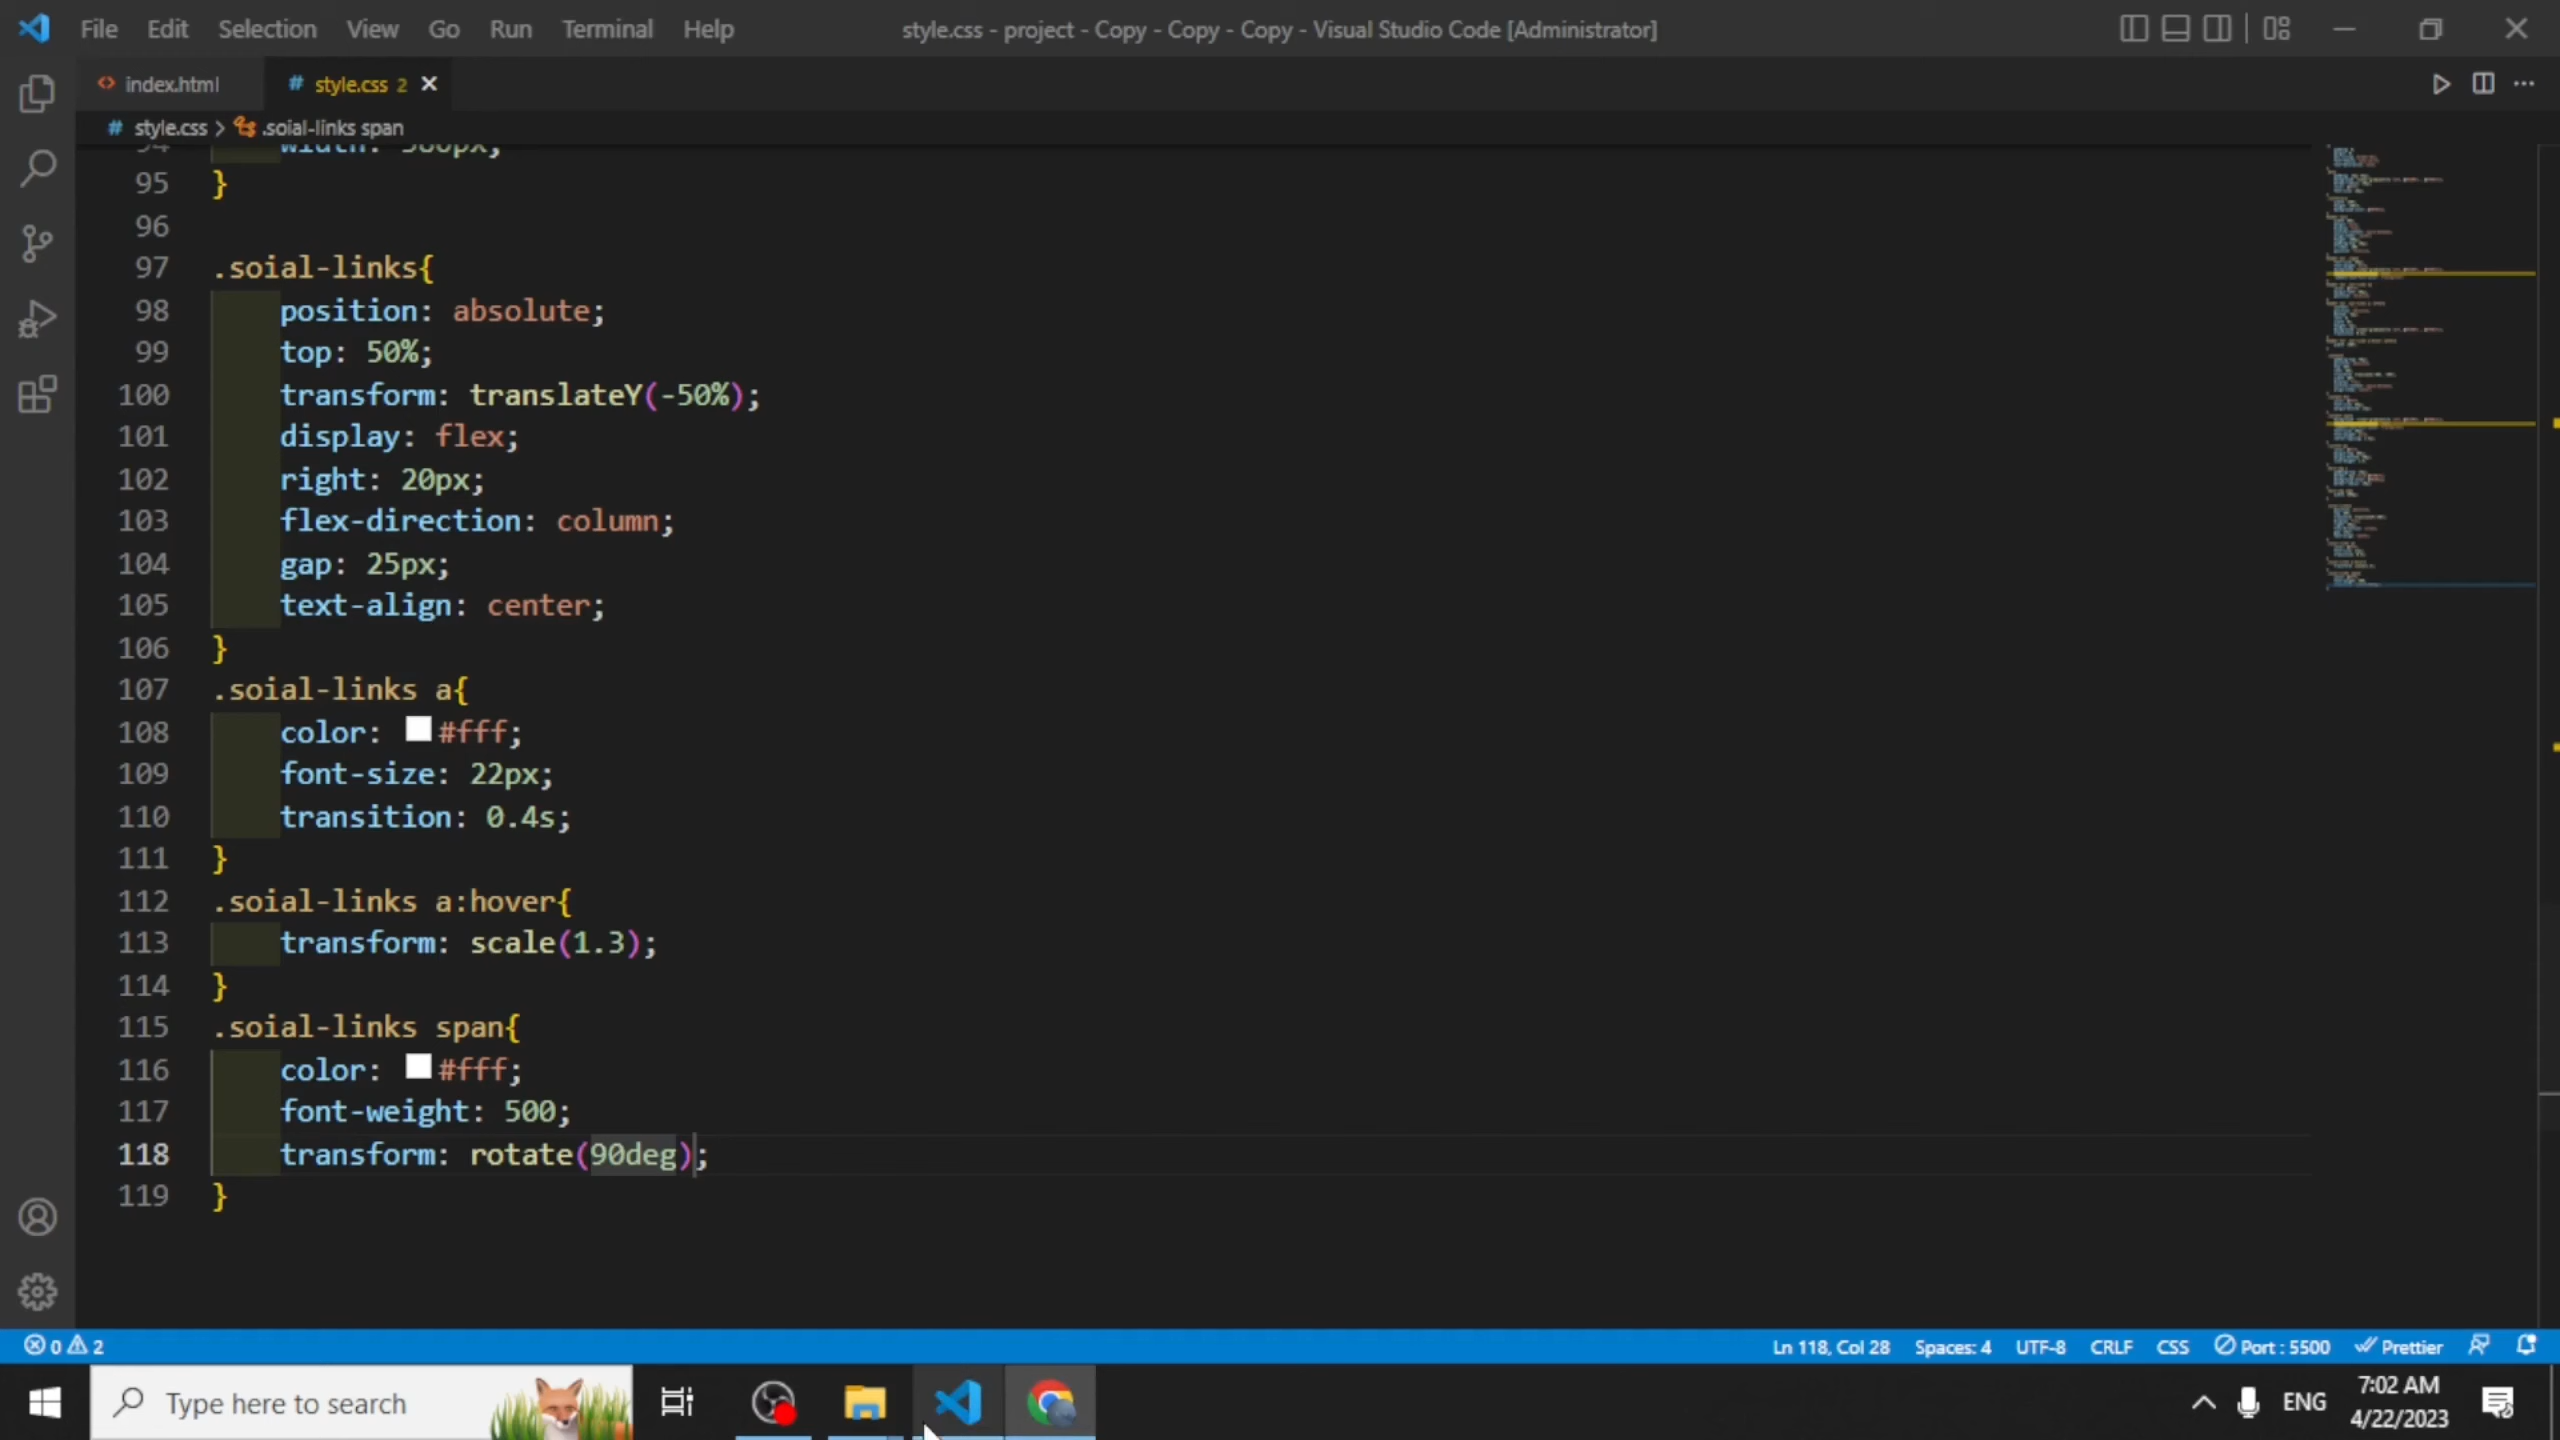 File Edit Selection View Go Run Terminal Help style.css - project - Copy - Copy - Copy - Visual Studio Code [Administrator]
index.html # style.css 2
# style.css > .soial-links span
95 }
96
97 .soial-links{
98 position: absolute;
99 top: 50%;
100 transform: translateY(-50%);
101 display: flex;
102 right: 20px;
103 flex-direction: column;
104 gap: 25px;
105 text-align: center;
106 }
107 .soial-links a{
108 color: #fff;
109 font-size: 22px;
110 transition: 0.4s;
111 }
112 .soial-links a:hover{
113 transform: scale(1.3);
114 }
115 .soial-links span{
116 color: #fff;
117 font-weight: 500;
118 transform: rotate(90deg);
119 }
0 2 Ln 118, Col 28 Spaces: 4 UTF-8 CRLF CSS Port : 5500 Prettier
Type here to search ENG 7:02 AM
4/22/2023